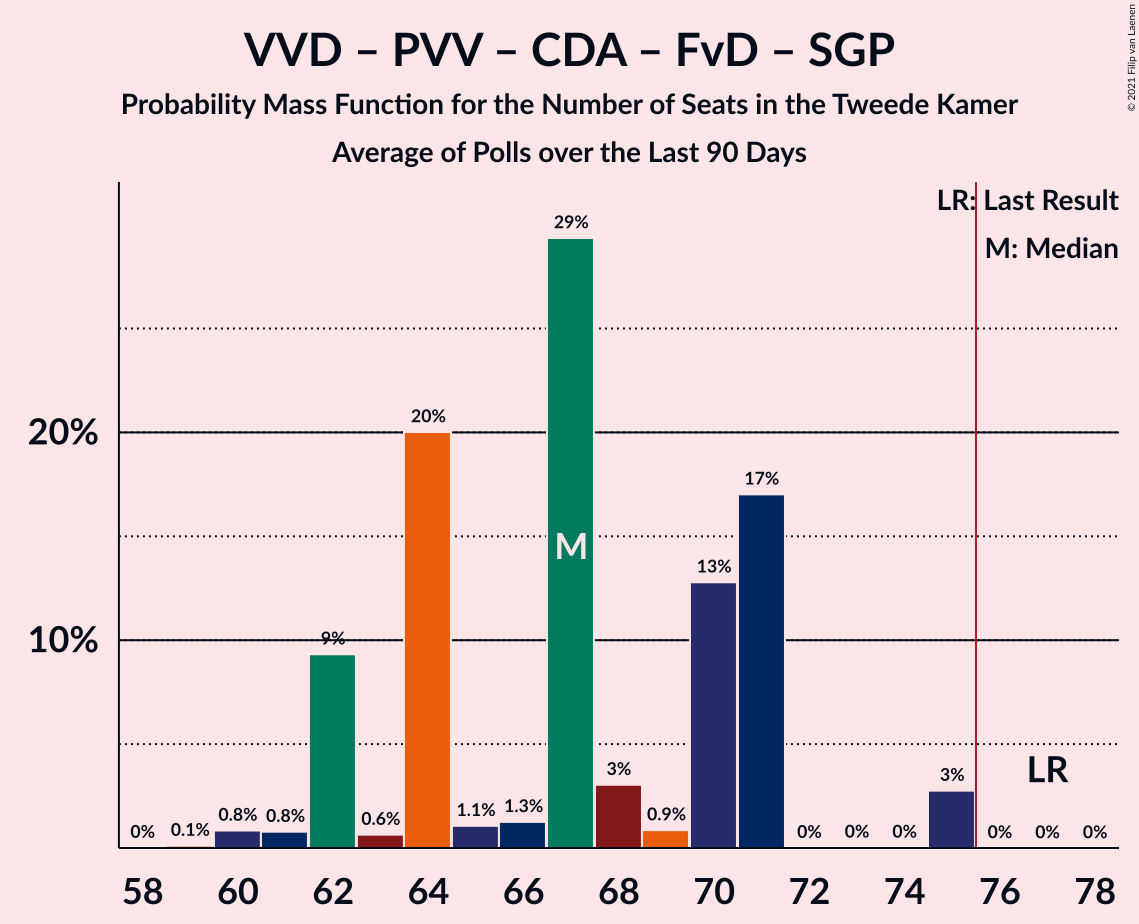 VVD – PVV – CDA – FvD – SGP
Probability Mass Function for the Number of Seats in the Tweede Kamer
Average of Polls over the Last 90 Days
© 2021 Filip van Laenen
LR: Last Result
M: Median
29%
20%
20%
17%
M
13%
10%
9%
3%
LR
3%
0%
0.1%
0.8%
0.8%
0.6%
1.1%
1.3%
0.9%
0%
0%
0%
0%
0%
0%
58 60 62 64 66 68 70 72 74 76 78